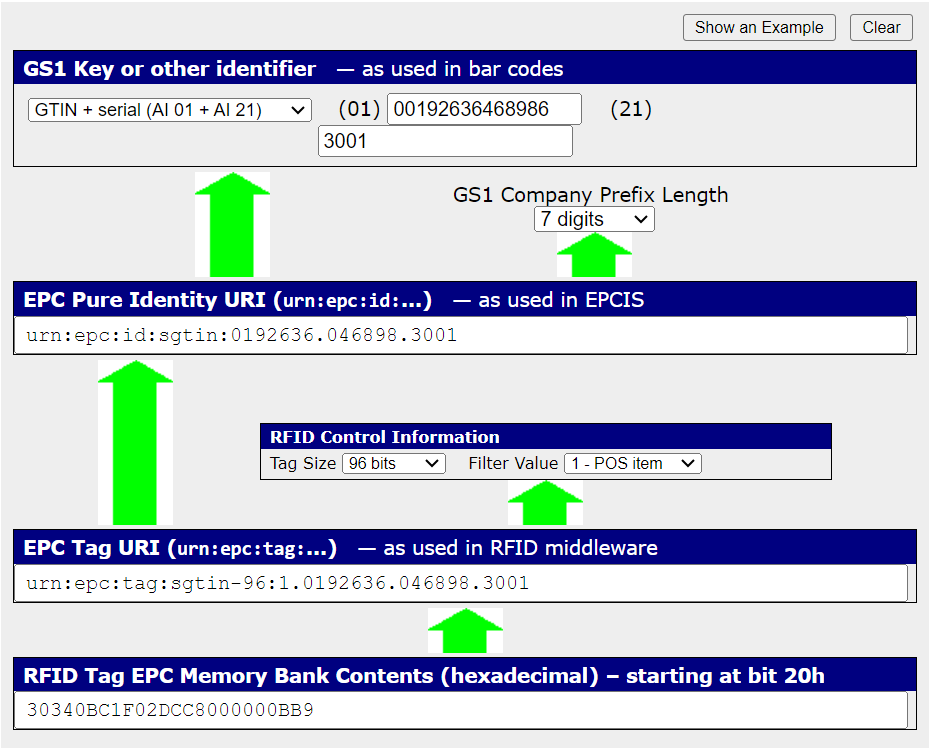 Show an Example Clear
GS1 Key or other identifier — as used in bar codes
GTIN + serial (AI 01 + AI 21) (01) 00192636468986 (21)
3001
GS1 Company Prefix Length
7 digits
EPC Pure Identity URI (urn:epc:id:...) — as used in EPCIS
urn:epc:id:sgtin:0192636.046898.3001
RFID Control Information
Tag Size 96 bits Filter Value 1 - POS item
EPC Tag URI (urn:epc:tag:...) — as used in RFID middleware
urn:epc:tag:sgtin-96:1.0192636.046898.3001
RFID Tag EPC Memory Bank Contents (hexadecimal) – starting at bit 20h
30340BC1F02DCC8000000BB9